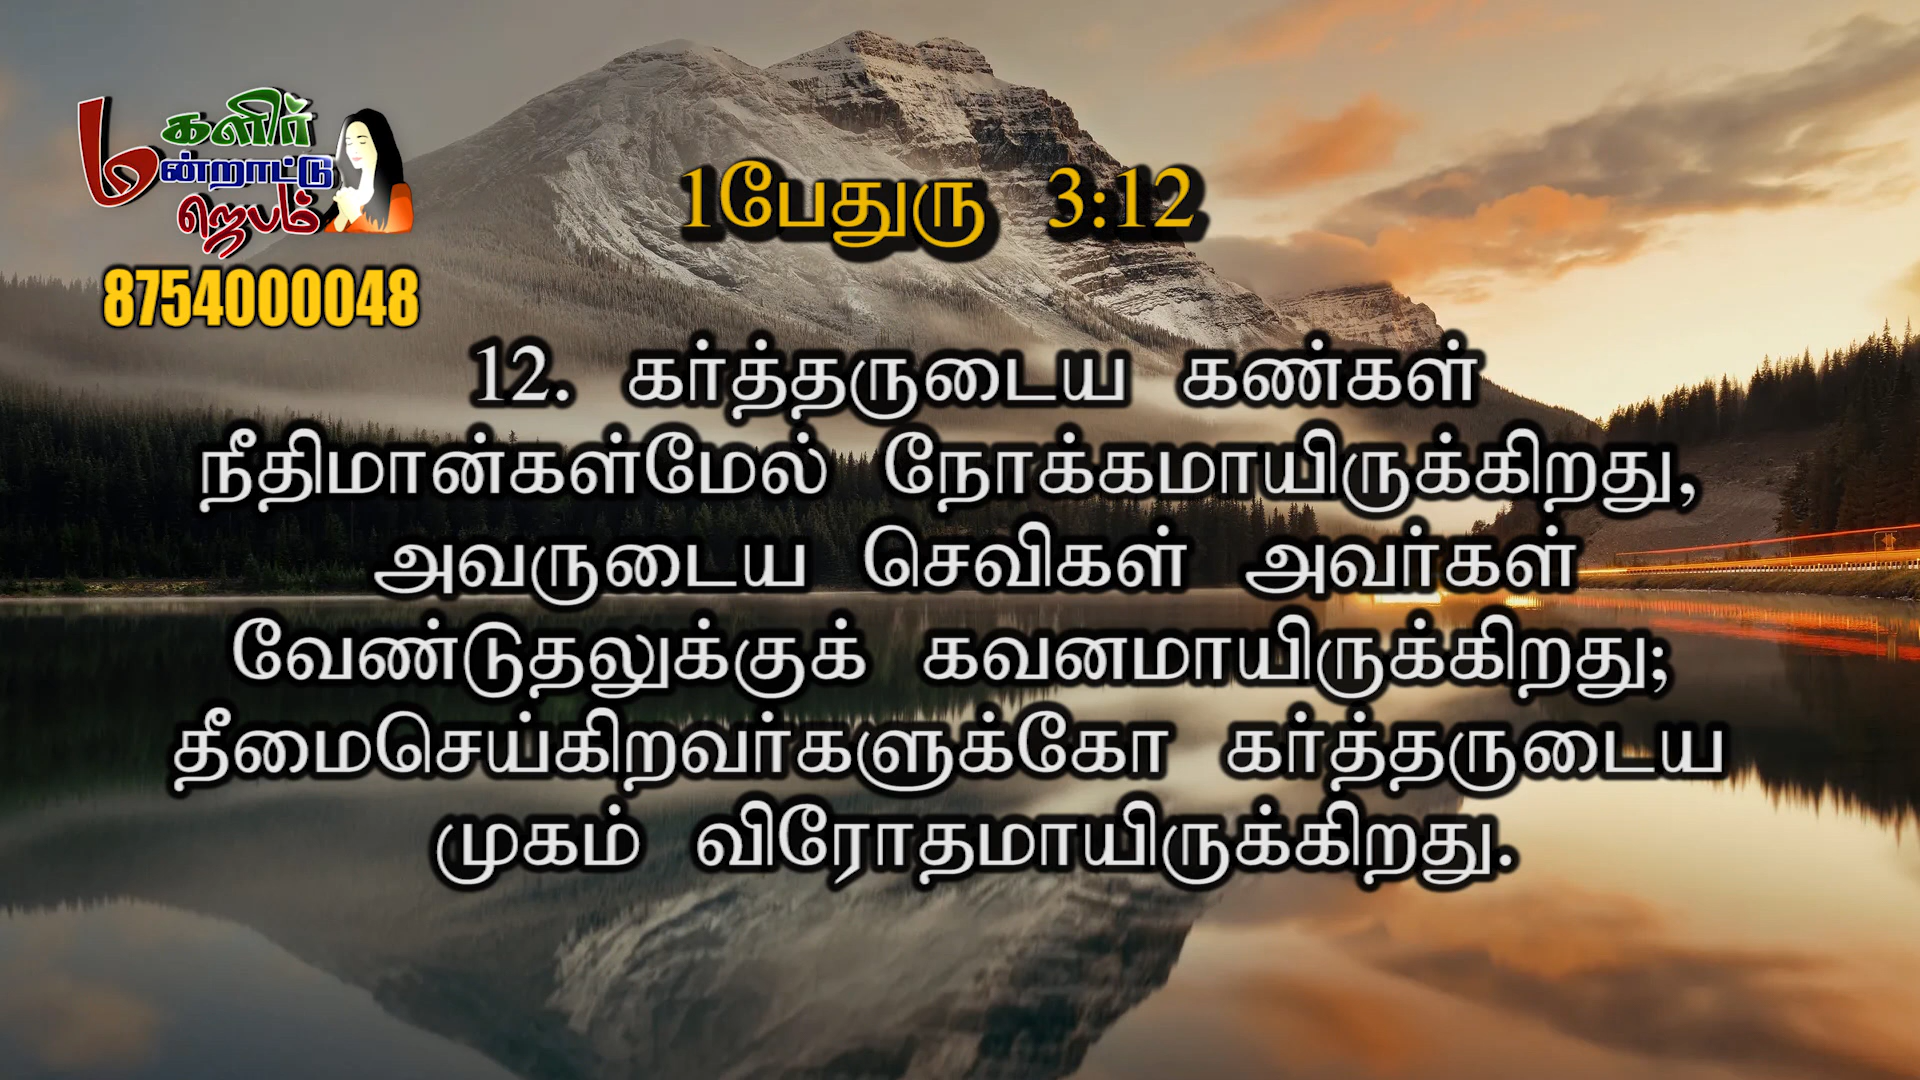 மகளிர்
மன்றாட்டு
ஜெபம்
8754000048
1பேதுரு 3:12
12. கர்த்தருடைய கண்கள்
நீதிமான்கள்மேல் நோக்கமாயிருக்கிறது,
அவருடைய செவிகள் அவர்கள்
வேண்டுதலுக்குக் கவனமாயிருக்கிறது;
தீமைசெய்கிறவர்களுக்கோ கர்த்தருடைய
முகம் விரோதமாயிருக்கிறது.